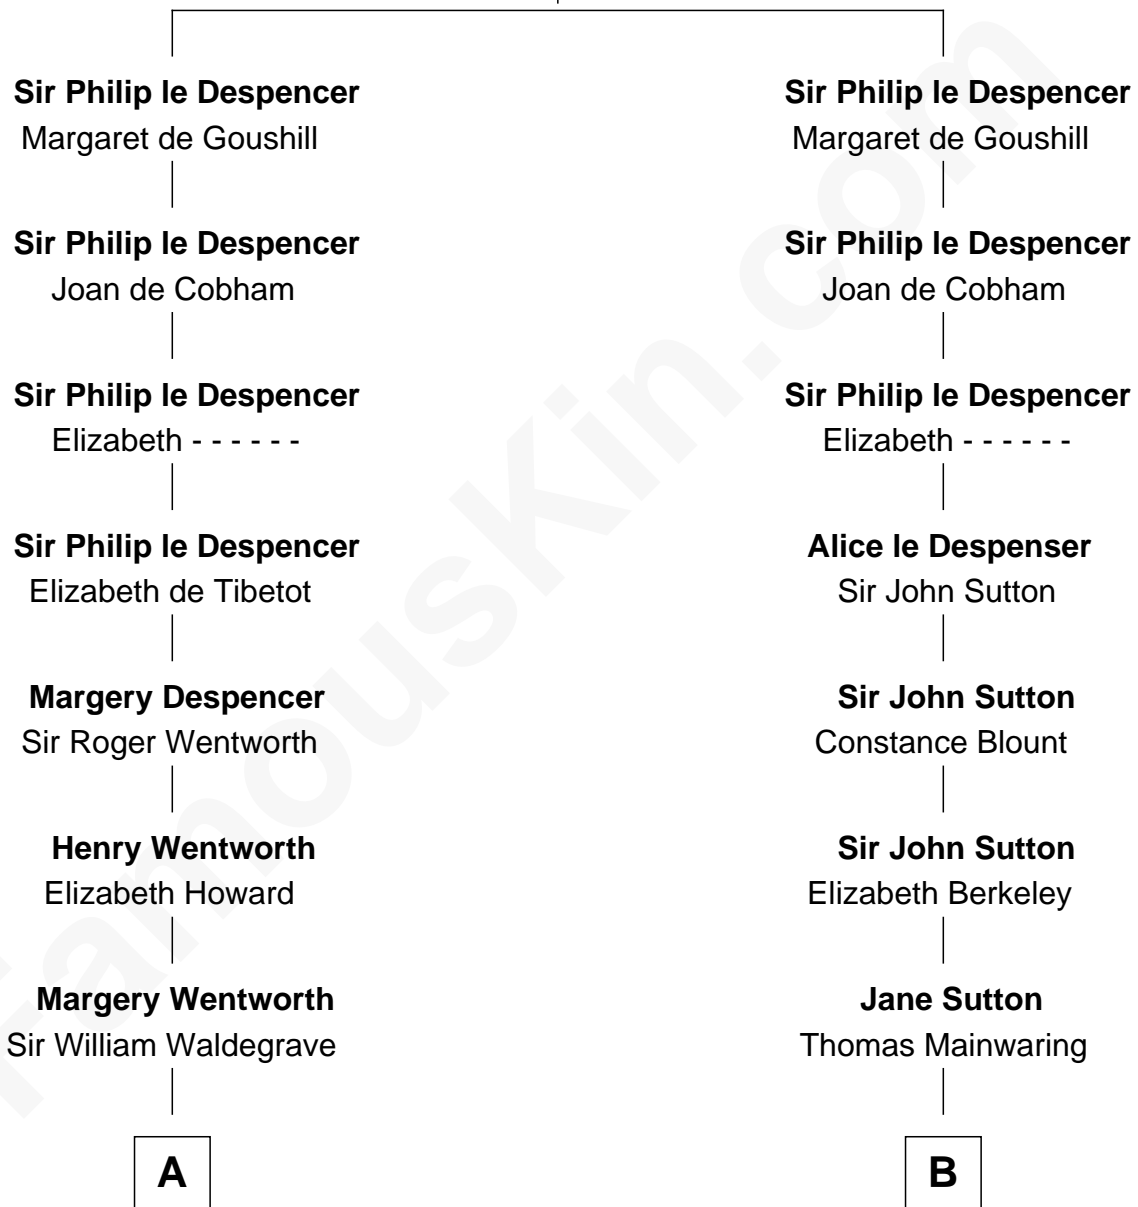 Sir Philip le Despencer
Margaret de Goushill
Sir Philip le Despencer
Joan de Cobham
Sir Philip le Despencer
Elizabeth - - - - - -
Sir Philip le Despencer
Elizabeth de Tibetot
Margery Despencer
Sir Roger Wentworth
Henry Wentworth
Elizabeth Howard
Margery Wentworth
Sir William Waldegrave
A
Sir Philip le Despencer
Margaret de Goushill
Sir Philip le Despencer
Joan de Cobham
Sir Philip le Despencer
Elizabeth - - - - - -
Alice le Despenser
Sir John Sutton
Sir John Sutton
Constance Blount
Sir John Sutton
Elizabeth Berkeley
Jane Sutton
Thomas Mainwaring
B
FamousKin.com